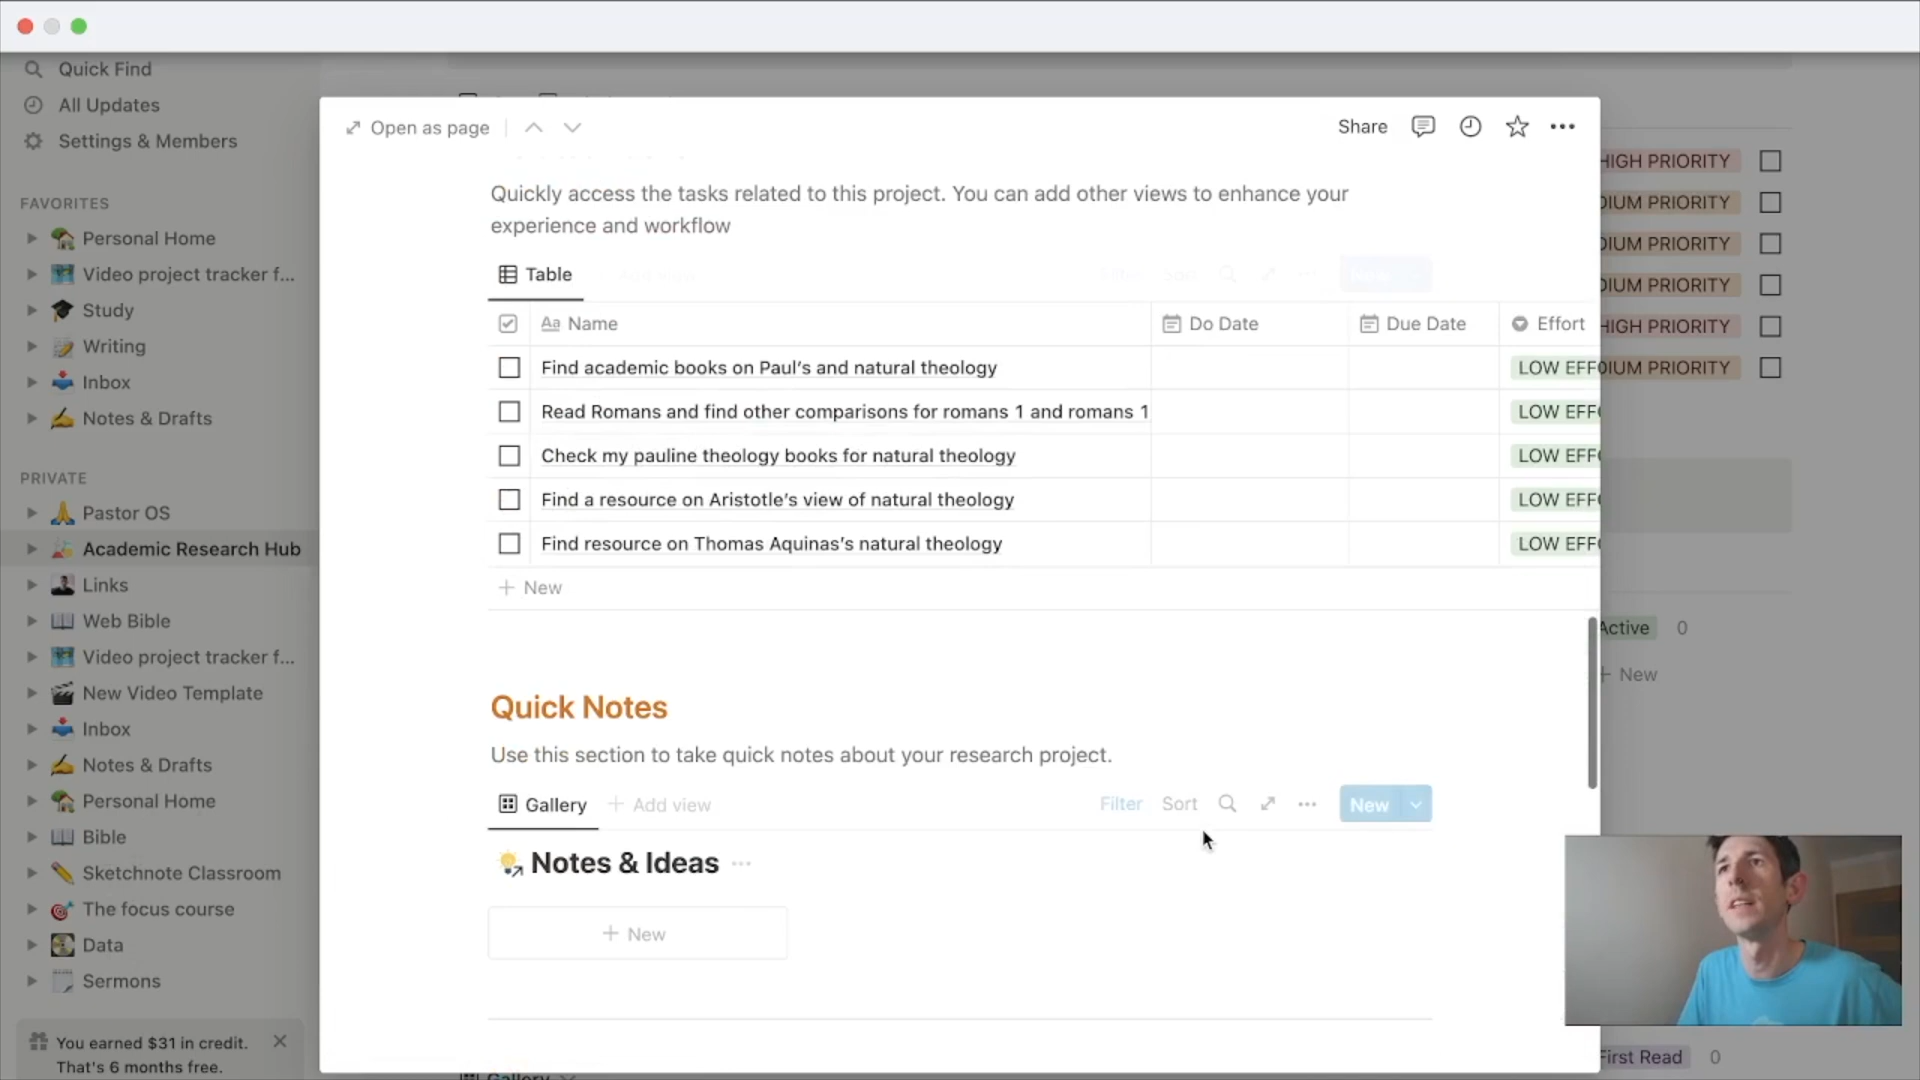 Quick Find
All Updates
Settings & Members
FAVORITES
Personal Home
Video project tracker f...
Study
Writing
Inbox
Notes & Drafts
PRIVATE
Pastor OS
Academic Research Hub
Links
Web Bible
Video project tracker f...
New Video Template
Inbox
Notes & Drafts
Personal Home
Bible
Sketchnote Classroom
The focus course
Data
Sermons
You earned $31 in credit.
That's 6 months free.
Open as page
Share
Quickly access the tasks related to this project. You can add other views to enhance your
experience and workflow
Table
Aa Name
Do Date
Due Date
Effort
Find academic books on Paul's and natural theology
LOW EFF
Read Romans and find other comparisons for romans 1 and romans 1
LOW EFF
Check my pauline theology books for natural theology
LOW EFF
Find a resource on Aristotle's view of natural theology
LOW EFF
Find resource on Thomas Aquinas's natural theology
LOW EFF
+ New
Quick Notes
Use this section to take quick notes about your research project.
Gallery
+ Add view
Filter
Sort
New
Notes & Ideas
+ New
Gallery
HIGH PRIORITY
DIUM PRIORITY
DIUM PRIORITY
DIUM PRIORITY
HIGH PRIORITY
DIUM PRIORITY
Active 0
+ New
First Read 0